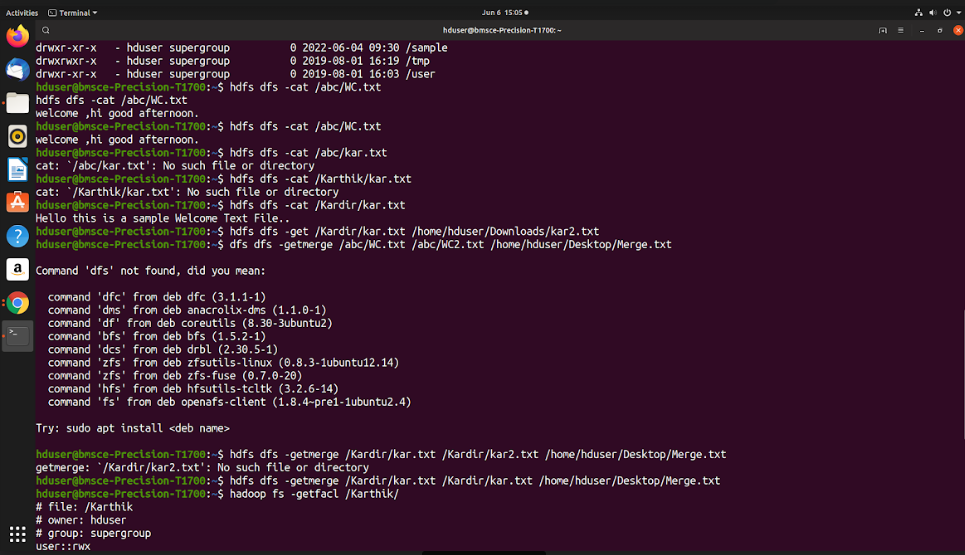 Activities Terminal Jun 6 15:05
hduser@bmsce-Precision-T1700: ~
drwxr-xr-x   - hduser supergroup          0 2022-06-04 09:30 /sample
drwxrwxr-x   - hduser supergroup          0 2019-08-01 16:19 /tmp
drwxr-xr-x   - hduser supergroup          0 2019-08-01 16:03 /user
hduser@bmsce-Precision-T1700:~$ hdfs dfs -cat /abc/WC.txt
hdfs dfs -cat /abc/WC.txt
welcome ,hi good afternoon.
hduser@bmsce-Precision-T1700:~$ hdfs dfs -cat /abc/WC.txt
welcome ,hi good afternoon.
hduser@bmsce-Precision-T1700:~$ hdfs dfs -cat /abc/kar.txt
cat: `/abc/kar.txt': No such file or directory
hduser@bmsce-Precision-T1700:~$ hdfs dfs -cat /Karthik/kar.txt
cat: `/Karthik/kar.txt': No such file or directory
hduser@bmsce-Precision-T1700:~$ hdfs dfs -cat /Kardir/kar.txt
Hello this is a sample Welcome Text File..
hduser@bmsce-Precision-T1700:~$ hdfs dfs -get /Kardir/kar.txt /home/hduser/Downloads/kar2.txt
hduser@bmsce-Precision-T1700:~$ dfs dfs -getmerge /abc/WC.txt /abc/WC2.txt /home/hduser/Desktop/Merge.txt
Command 'dfs' not found, did you mean:
  command 'dfc' from deb dfc (3.1.1-1)
  command 'dms' from deb anacrolix-dms (1.1.0-1)
  command 'df' from deb coreutils (8.30-3ubuntu2)
  command 'bfs' from deb bfs (1.5.2-1)
  command 'dcs' from deb drbl (2.30.5-1)
  command 'zfs' from deb zfsutils-linux (0.8.3-1ubuntu12.14)
  command 'zfs' from deb zfs-fuse (0.7.0-20)
  command 'hfs' from deb hfsutils-tcltk (3.2.6-14)
  command 'fs' from deb openafs-client (1.8.4~pre1-1ubuntu2.4)
Try: sudo apt install <deb name>
hduser@bmsce-Precision-T1700:~$ hdfs dfs -getmerge /Kardir/kar.txt /Kardir/kar2.txt /home/hduser/Desktop/Merge.txt
getmerge: `/Kardir/kar2.txt': No such file or directory
hduser@bmsce-Precision-T1700:~$ hdfs dfs -getmerge /Kardir/kar.txt /Kardir/kar.txt /home/hduser/Desktop/Merge.txt
hduser@bmsce-Precision-T1700:~$ hadoop fs -getfacl /Karthik/
# file: /Karthik
# owner: hduser
# group: supergroup
user::rwx